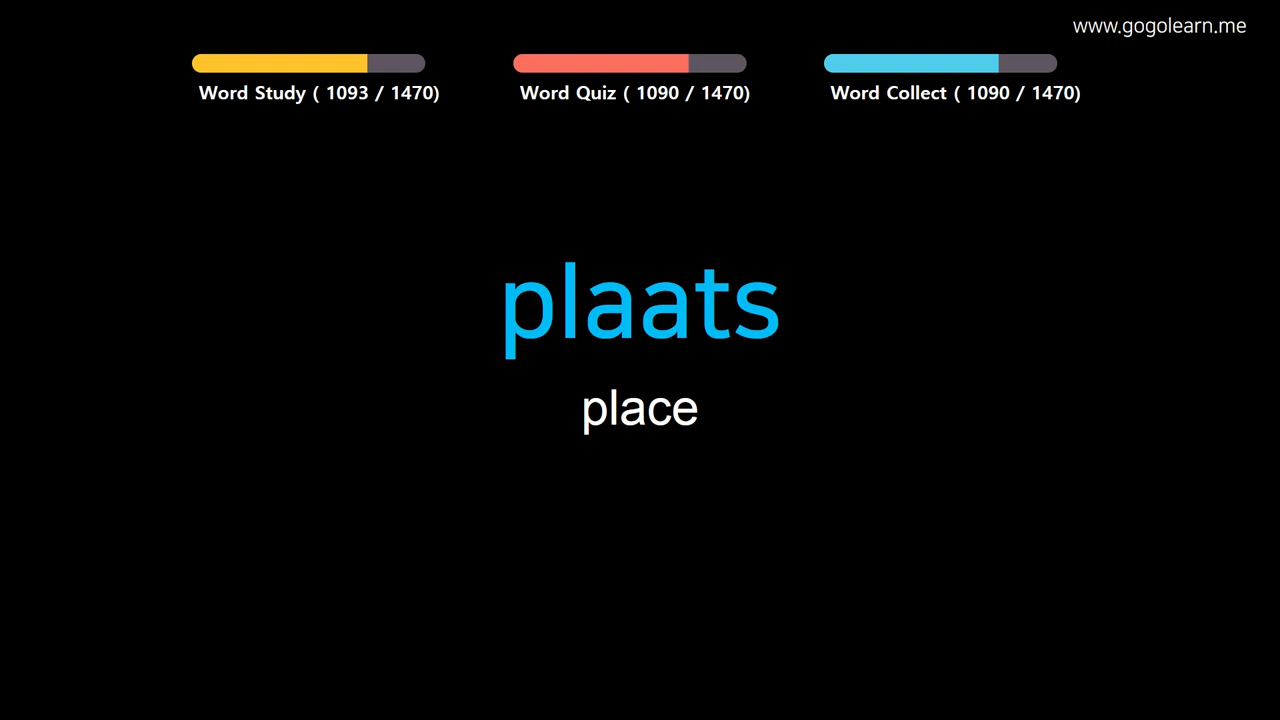 www.gogolearn.me
Word Study ( 1093 / 1470)
Word Quiz ( 1090 / 1470)
Word Collect ( 1090 / 1470)
plaats
place